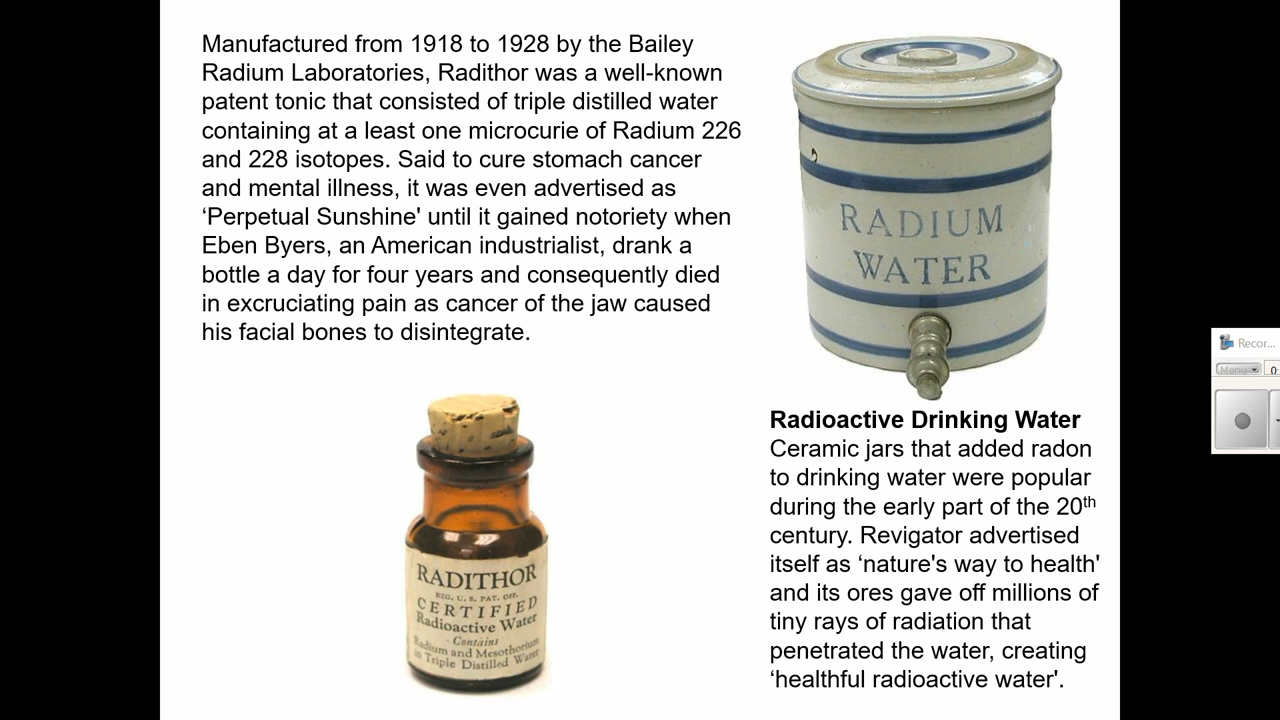 Manufactured from 1918 to 1928 by the Bailey
Radium Laboratories, Radithor was a well-known
patent tonic that consisted of triple distilled water
containing at a least one microcurie of Radium 226
and 228 isotopes. Said to cure stomach cancer
and mental illness, it was even advertised as
‘Perpetual Sunshine' until it gained notoriety when
Eben Byers, an American industrialist, drank a
bottle a day for four years and consequently died
in excruciating pain as cancer of the jaw caused
his facial bones to disintegrate.
RADIUM
WATER
RADITHOR
REG. U. S. PAT. OFF.
CERTIFIED
Radioactive Water
Contains
Radium and Mesothorium
in Triple Distilled Water
Radioactive Drinking Water
Ceramic jars that added radon
to drinking water were popular
during the early part of the 20th
century. Revigator advertised
itself as ‘nature's way to health'
and its ores gave off millions of
tiny rays of radiation that
penetrated the water, creating
‘healthful radioactive water'.
Recor...
Menu
0: